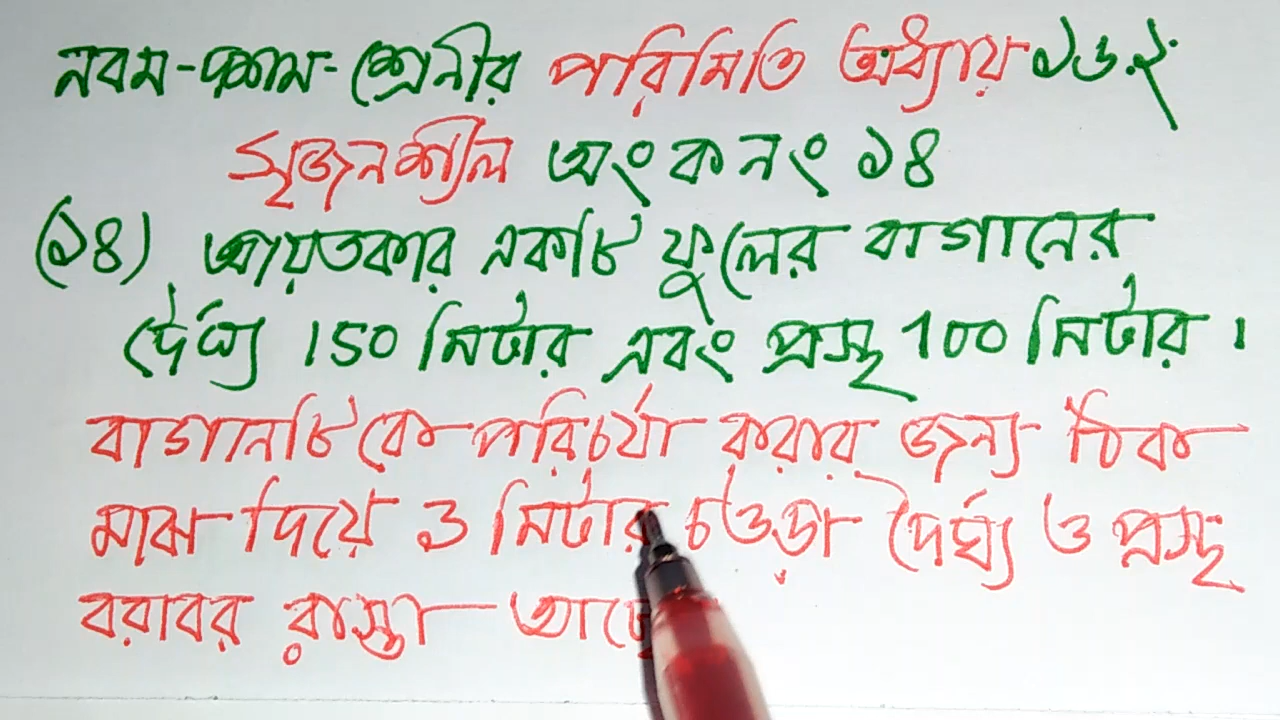 নবম-দশম-শ্রেনীর পরিমিতি অধ্যায় ১৬.২
সৃজনশীল অংক নং ১৪
(১৪) আয়তকার একটি ফুলের বাগানের
দৈর্ঘ্য 150 মিটার এবং প্রস্থ 100 মিটার।
বাগানটিকে পরিচর্যা করার জন্য ঠিক
মাঝ দিয়ে 3 মিটার চওড়া দৈর্ঘ্য ও প্রস্থ
বরাবর রাস্তা